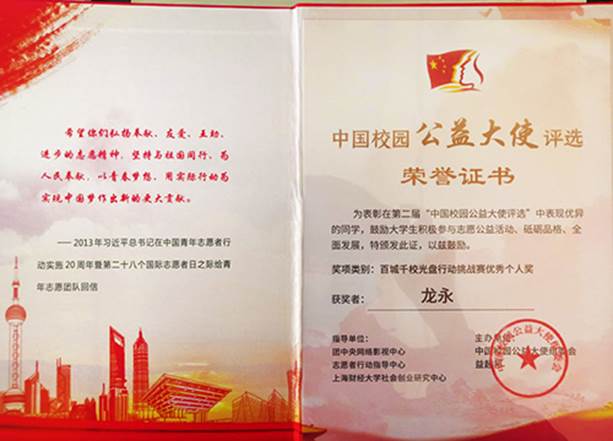 希望你们弘扬奉献、友爱、互助、
进步的志愿精神，坚持与祖国同行、为
人民奉献，以青春梦想、用实际行动为
实现中国梦作出新的更大贡献。
——2013年习近平总书记在中国青年志愿者行
动实施20周年暨第二十八个国际志愿者日之际给青
年志愿团队回信
中国校园公益大使评选
荣誉证书
为表彰在第二届“中国校园公益大使评选”中表现优异
的同学，鼓励大学生积极参与志愿公益活动、砥砺品格、全
面发展，特颁发此证，以兹鼓励。
奖项类别：百城千校光盘行动挑战赛优秀个人奖
获奖者：龙永
指导单位：
团中央网络影视中心
志愿者行动指导中心
上海财经大学社会创业研究中心
主办单位
中国校园公益大使组委会